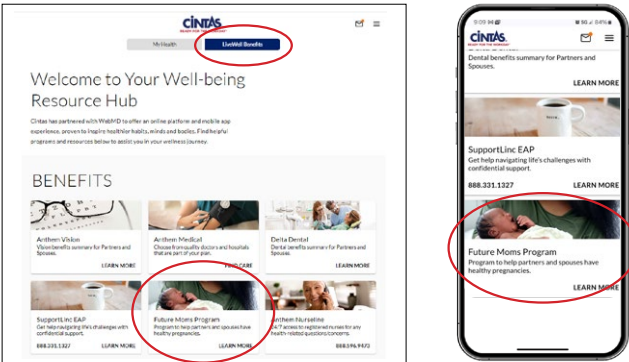 CINTAS
READY FOR THE WORKDAY
My Health
LiveWell Benefits
Welcome to Your Well-being
Resource Hub
Cintas has partnered with WebMD to offer an online platform and mobile app
experience, proven to inspire healthier habits, minds and bodies. Find helpful
programs and resources below to assist you in your wellness journey.
BENEFITS
Anthem Vision
Vision benefits summary for Partners and
Spouses.
LEARN MORE
Anthem Medical
Choose from quality doctors and hospitals
that are part of your plan.
FIND CARE
Delta Dental
Dental benefits summary for Partners and
Spouses.
LEARN MORE
SupportLinc EAP
Get help navigating life's challenges with
confidential support.
888.331.1327
LEARN MORE
Future Moms Program
Program to help partners and spouses have
healthy pregnancies.
LEARN MORE
Anthem Nurseline
24/7 access to registered nurses for any
health-related questions/concerns.
888.596.9473
9:09
5G 84%
CINTAS
READY FOR THE WORKDAY
Dental benefits summary for Partners and
Spouses.
LEARN MORE
SupportLinc EAP
Get help navigating life's challenges with
confidential support.
888.331.1327
LEARN MORE
Future Moms Program
Program to help partners and spouses have
healthy pregnancies.
LEARN MORE